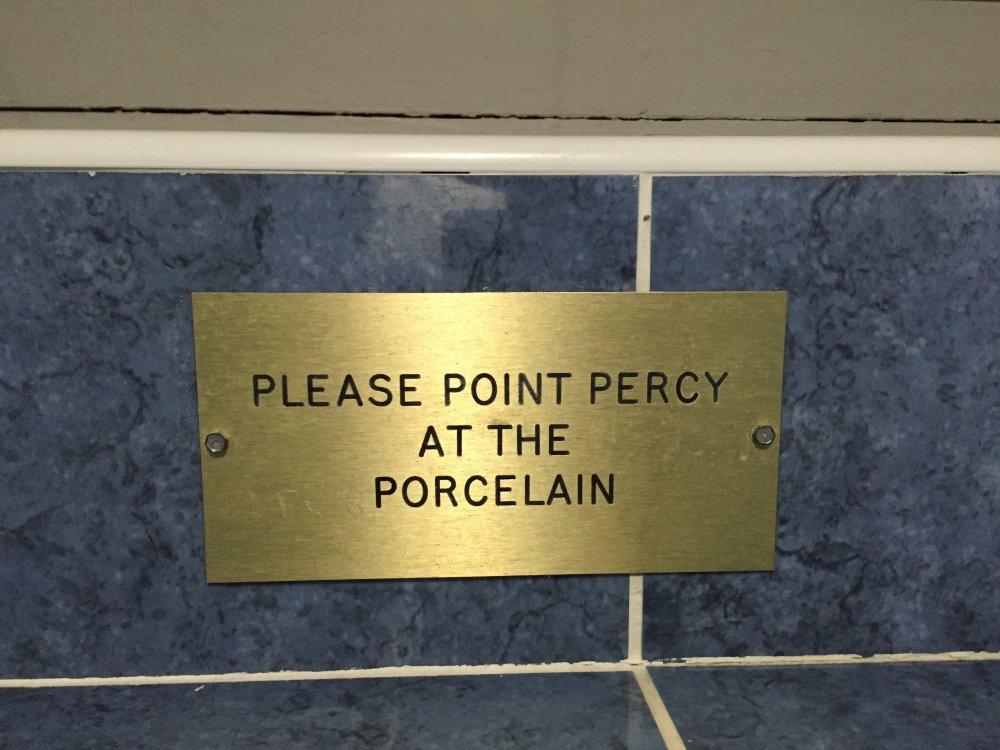 PLEASE POINT PERCY
AT THE
PORCELAIN